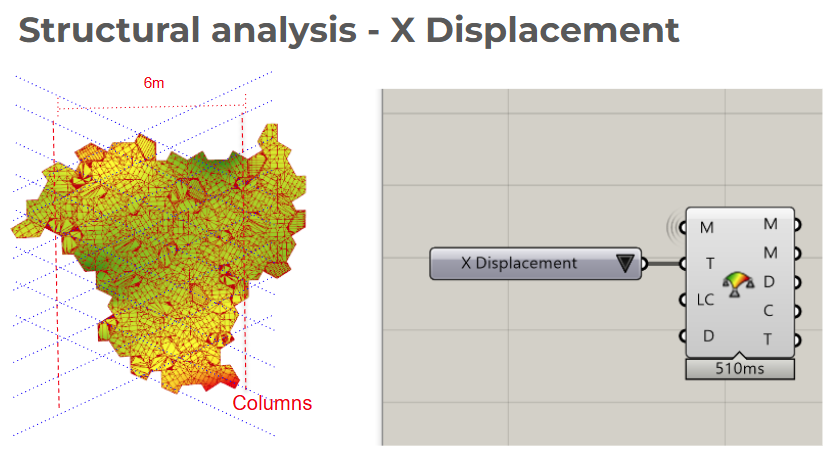 Structural analysis - X Displacement
6m
Columns
X Displacement
M
T
LC
D
M
M
D
C
T
510ms